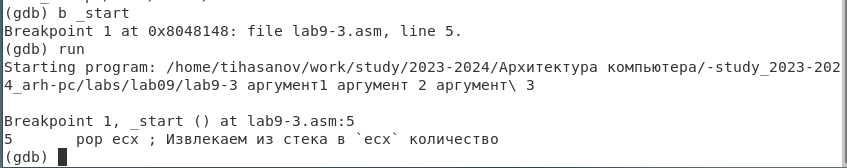 (gdb) b _start
Breakpoint 1 at 0x8048148: file lab9-3.asm, line 5.
(gdb) run
Starting program: /home/tihasanov/work/study/2023-2024/Архитектура компьютера/-study_2023-202
4_arh-pc/labs/lab09/lab9-3 аргумент1 аргумент 2 аргумент\ 3
Breakpoint 1, _start () at lab9-3.asm:5
5 pop ecx ; Извлекаем из стека в `ecx` количество
(gdb)